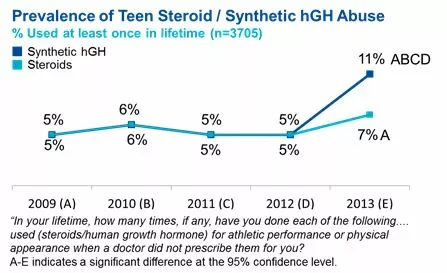 Prevalence of Teen Steroid / Synthetic hGH Abuse
% Used at least once in lifetime (n=3705)
Synthetic hGH
Steroids
11% ABCD
5% 6% 5% 5%
5% 6% 5% 5% 7% A
2009 (A) 2010 (B) 2011 (C) 2012 (D) 2013 (E)
“In your lifetime, how many times, if any, have you done each of the following….
used (steroids/human growth hormone) for athletic performance or physical
appearance when a doctor did not prescribe them for you?
A-E indicates a significant difference at the 95% confidence level.